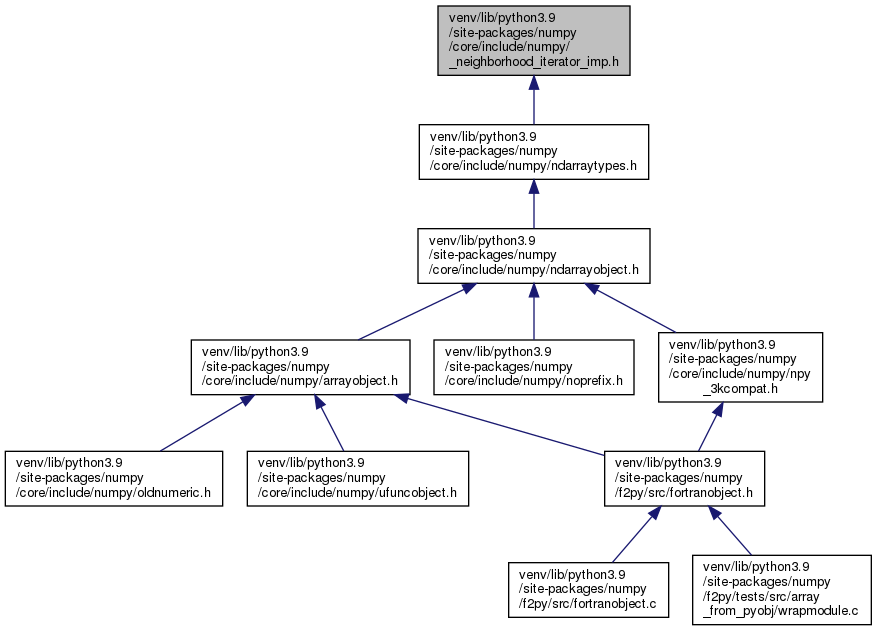 venv/lib/python3.9
/site-packages/numpy
/core/include/numpy/
_neighborhood_iterator_imp.h
venv/lib/python3.9
/site-packages/numpy
/core/include/numpy/ndarraytypes.h
venv/lib/python3.9
/site-packages/numpy
/core/include/numpy/ndarrayobject.h
venv/lib/python3.9
/site-packages/numpy
/core/include/numpy/arrayobject.h
venv/lib/python3.9
/site-packages/numpy
/core/include/numpy/noprefix.h
venv/lib/python3.9
/site-packages/numpy
/core/include/numpy/npy
_3kcompat.h
venv/lib/python3.9
/site-packages/numpy
/core/include/numpy/oldnumeric.h
venv/lib/python3.9
/site-packages/numpy
/core/include/numpy/ufuncobject.h
venv/lib/python3.9
/site-packages/numpy
/f2py/src/fortranobject.h
venv/lib/python3.9
/site-packages/numpy
/f2py/src/fortranobject.c
venv/lib/python3.9
/site-packages/numpy
/f2py/tests/src/array
_from_pyobj/wrapmodule.c